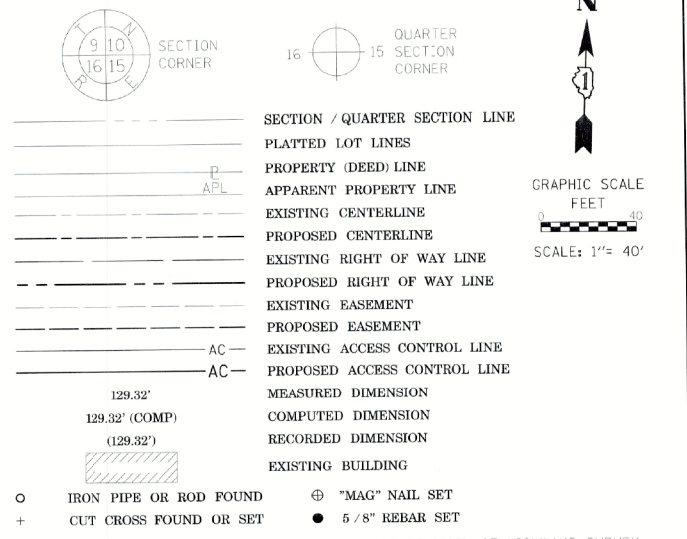 N
T N
9 10
16 15
R E
SECTION
CORNER
16
15
QUARTER
SECTION
CORNER
1
SECTION / QUARTER SECTION LINE
PLATTED LOT LINES
PL PROPERTY (DEED) LINE
APL APPARENT PROPERTY LINE
EXISTING CENTERLINE
PROPOSED CENTERLINE
EXISTING RIGHT OF WAY LINE
PROPOSED RIGHT OF WAY LINE
EXISTING EASEMENT
PROPOSED EASEMENT
AC EXISTING ACCESS CONTROL LINE
AC PROPOSED ACCESS CONTROL LINE
129.32' MEASURED DIMENSION
129.32' (COMP) COMPUTED DIMENSION
(129.32') RECORDED DIMENSION
EXISTING BUILDING
IRON PIPE OR ROD FOUND
"MAG" NAIL SET
+ CUT CROSS FOUND OR SET
5/8" REBAR SET
GRAPHIC SCALE
FEET
0 40
SCALE: 1"= 40'